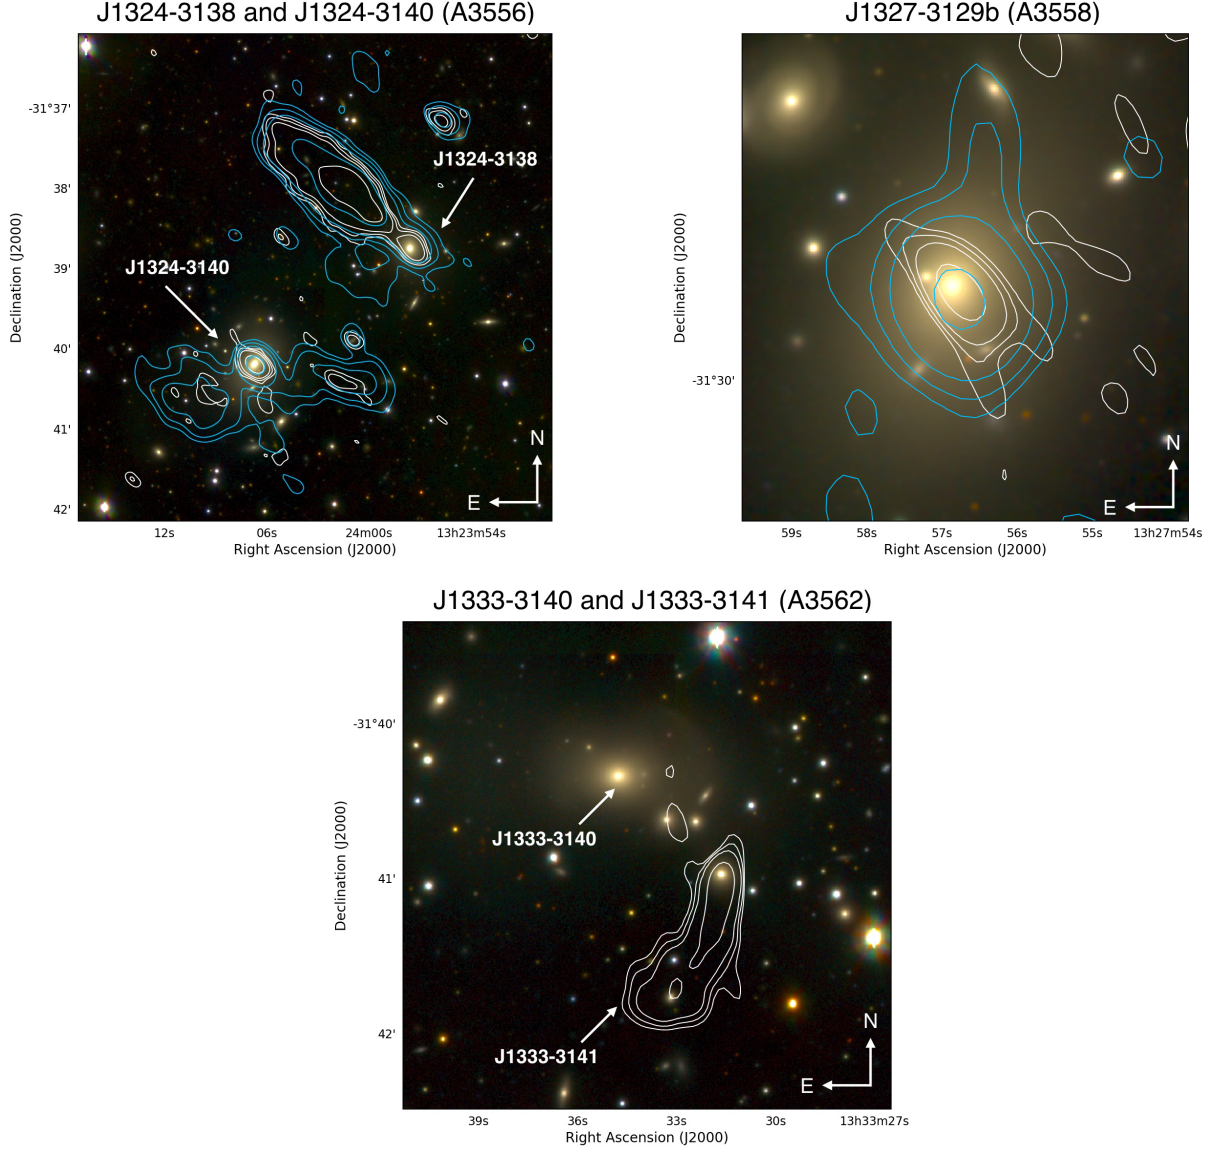 J1324-3138 and J1324-3140 (A3556)
-31°37'
38'
39'
40'
41'
42'
Declination (J2000)
J1324-3138
J1324-3140
N
E
12s
06s
24m00s
13h23m54s
Right Ascension (J2000)
J1327-3129b (A3558)
-31°30'
Declination (J2000)
N
E
59s
58s
57s
56s
55s
13h27m54s
Right Ascension (J2000)
J1333-3140 and J1333-3141 (A3562)
-31°40'
41'
42'
Declination (J2000)
J1333-3140
J1333-3141
N
E
39s
36s
33s
30s
13h33m27s
Right Ascension (J2000)